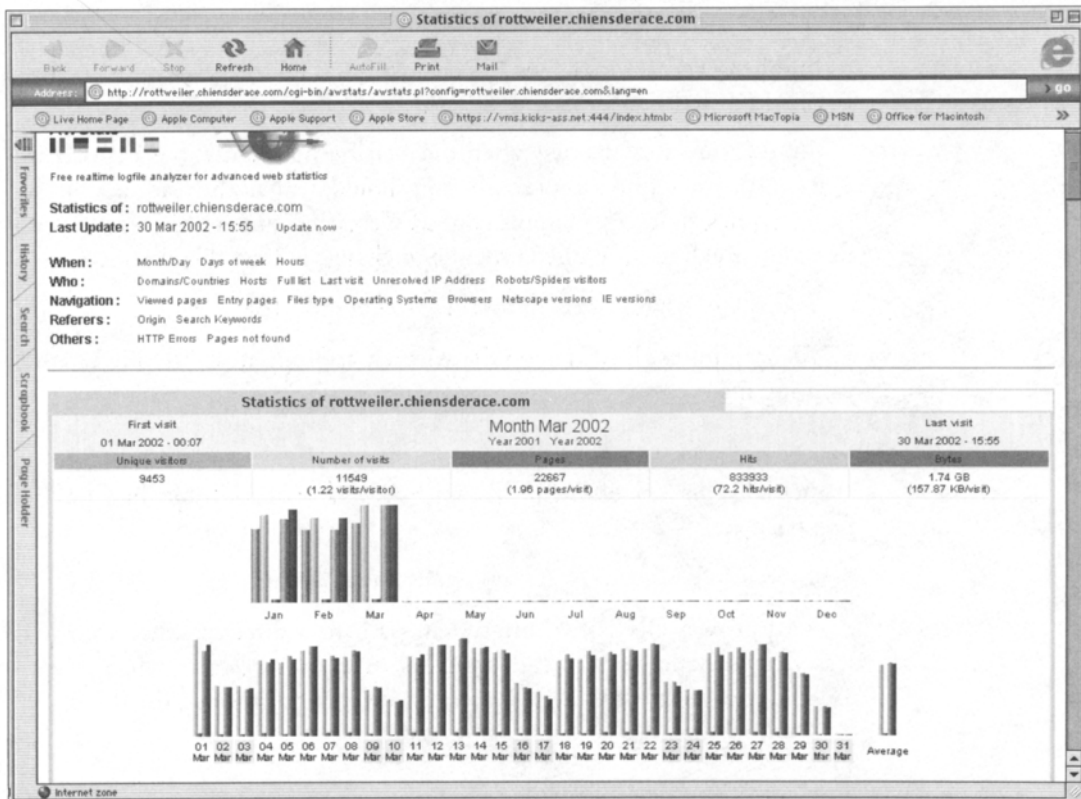 Statistics of rottweiler.chiensderace.com
Back Forward Stop Refresh Home AutoFill Print Mail
Address: http://rottweiler.chiensderace.com/cgi-bin/awstats/awstats.pl?config=rottweiler.chiensderace.com&lang=en go
Live Home Page Apple Computer Apple Support Apple Store https://vms.kicks-ass.net:444/index.htmlx Microsoft MacTopia MSN Office for Macintosh >>
Favorites
History
Search
Scrapbook
Page Holder
Free realtime logfile analyzer for advanced web statistics
Statistics of : rottweiler.chiensderace.com
Last Update : 30 Mar 2002 - 15:55 Update now
When : Month/Day Days of week Hours
Who : Domains/Countries Hosts Full list Last visit Unresolved IP Address Robots/Spiders visitors
Navigation : Viewed pages Entry pages Files type Operating Systems Browsers Netscape versions IE versions
Referers : Origin Search Keywords
Others : HTTP Errors Pages not found
Statistics of rottweiler.chiensderace.com
First visit Month Mar 2002 Last visit
01 Mar 2002 - 00:07 Year 2001 Year 2002 30 Mar 2002 - 15:55
Unique visitors Number of visits Pages Hits Bytes
9453 11549 22667 833933 1.74 GB
(1.22 visits/visitor) (1.96 pages/visit) (72.2 hits/visit) (157.87 KB/visit)
Jan Feb Mar Apr May Jun Jul Aug Sep Oct Nov Dec
01 02 03 04 05 06 07 08 09 10 11 12 13 14 15 16 17 18 19 20 21 22 23 24 25 26 27 28 29 30 31
Mar Mar Mar Mar Mar Mar Mar Mar Mar Mar Mar Mar Mar Mar Mar Mar Mar Mar Mar Mar Mar Mar Mar Mar Mar Mar Mar Mar Mar Mar Mar Average
Internet zone